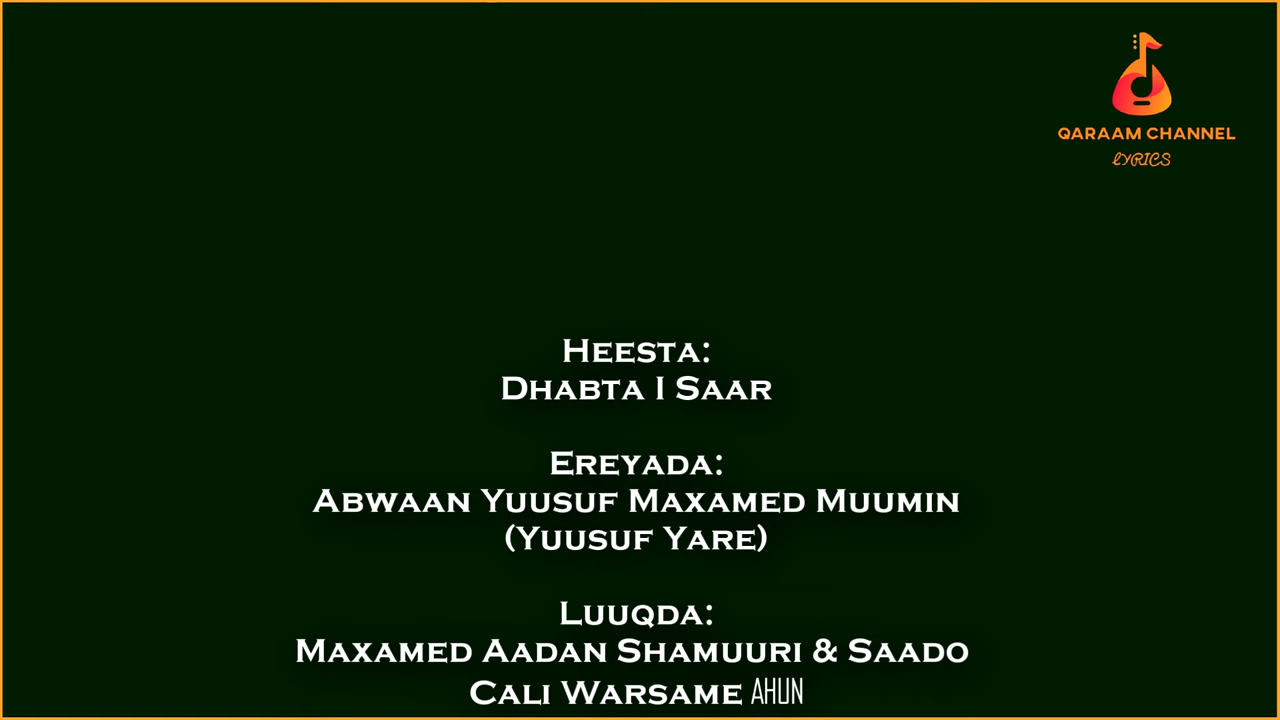 QARAAM CHANNEL
LYRICS
Heesta:
Dhabta I Saar
Ereyada:
Abwaan Yuusuf Maxamed Muumin
(Yuusuf Yare)
Luuqda:
Maxamed Aadan Shamuuri & Saado
Cali Warsame AHUN